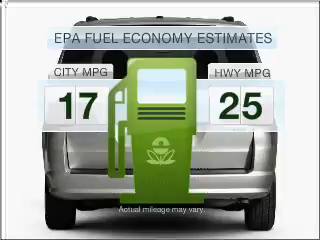 EPA FUEL ECONOMY ESTIMATES
CITY MPG
HWY MPG
17
25
Actual mileage may vary.